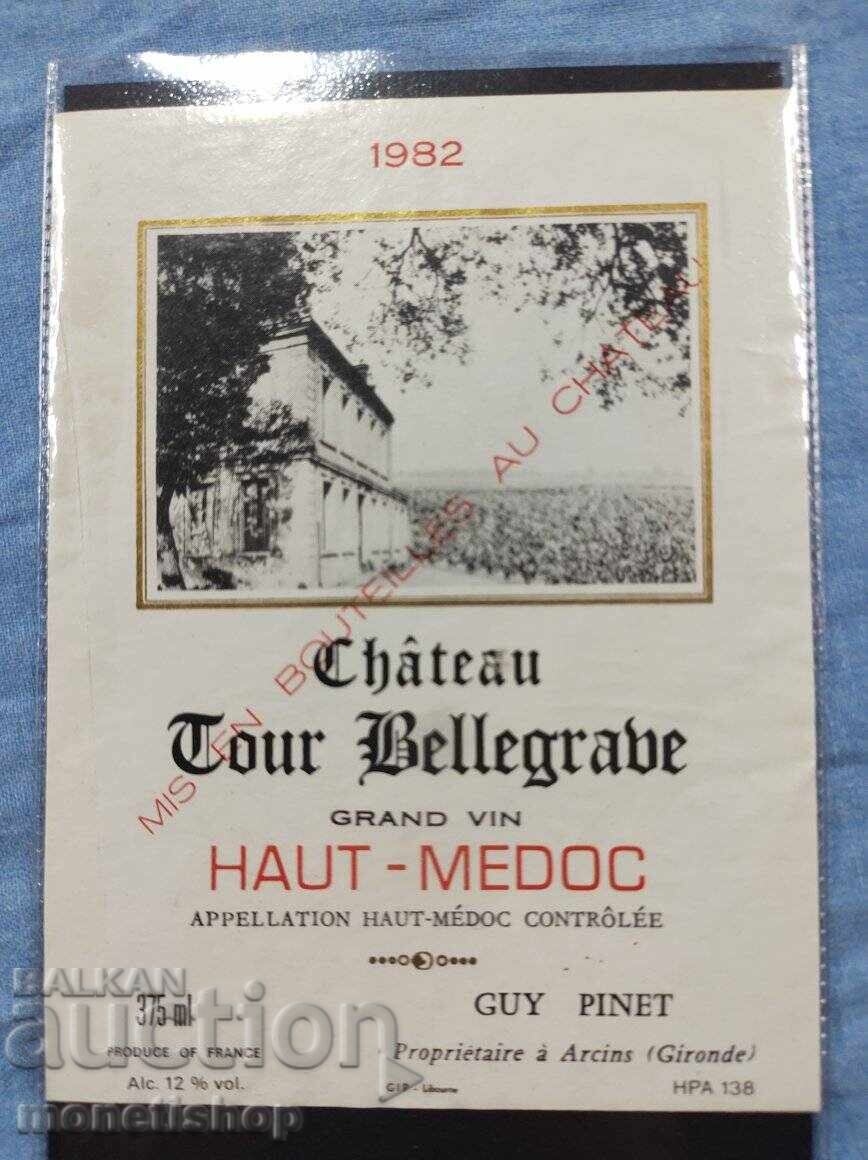 1982
MIS EN BOUTEILLES AU CHATEAU
Château
Tour Bellegrave
GRAND VIN
HAUT - MEDOC
APPELLATION HAUT-MÉDOC CONTRÔLÉE
375 ml
GUY PINET
PRODUCE OF FRANCE
Propriétaire à Arcins (Gironde)
Alc. 12 % vol.
G I P - Libourne
HPA 138
BALKAN
auction
monetishop